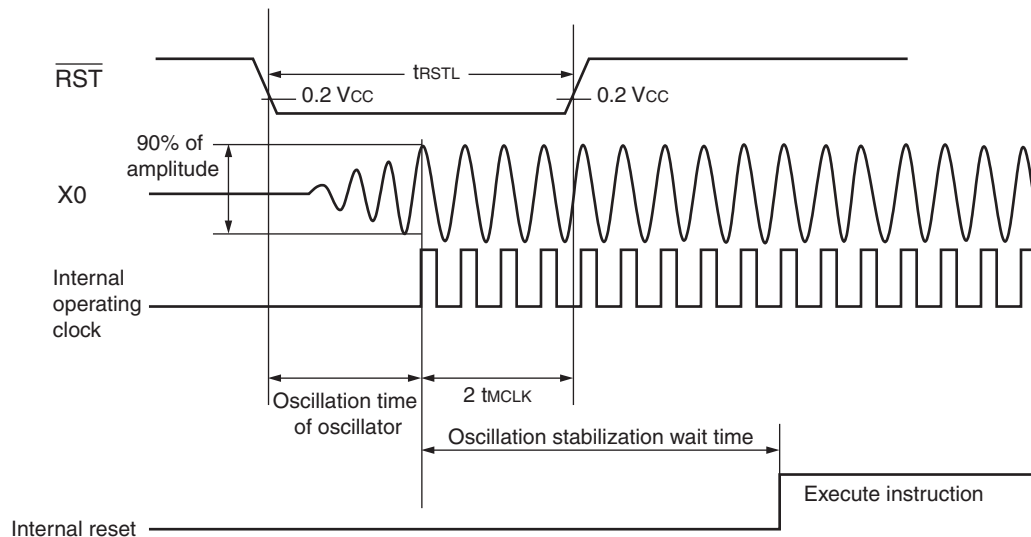 RST
tRSTL
0.2 VCC
0.2 VCC
90% of
amplitude
X0
Internal
operating
clock
2 tMCLK
Oscillation time
of oscillator
Oscillation stabilization wait time
Execute instruction
Internal reset